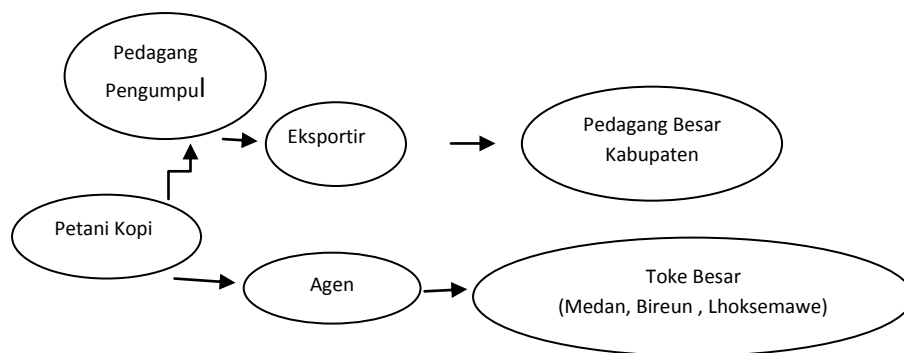 Pedagang
Pengumpul
Eksportir
Pedagang Besar
Kabupaten
Petani Kopi
Agen
Toke Besar
(Medan, Bireun , Lhoksemawe)